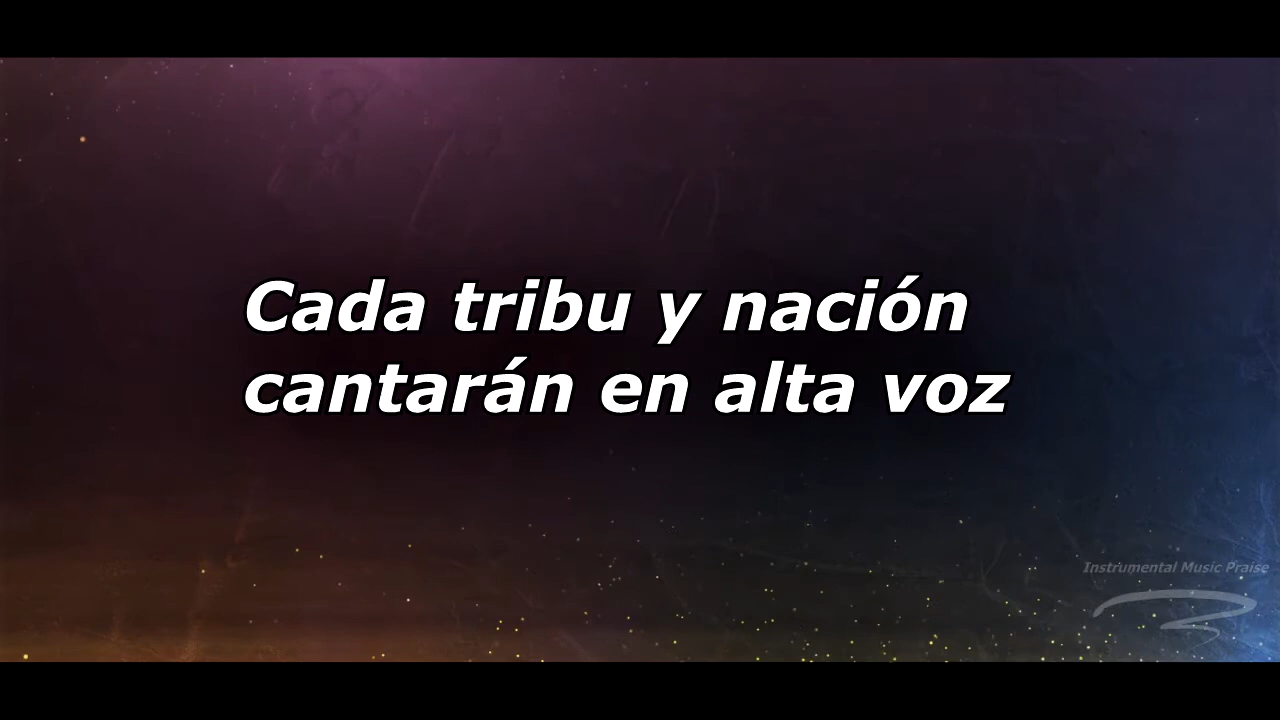 Cada tribu y nación
cantarán en alta voz
Instrumental Music Praise